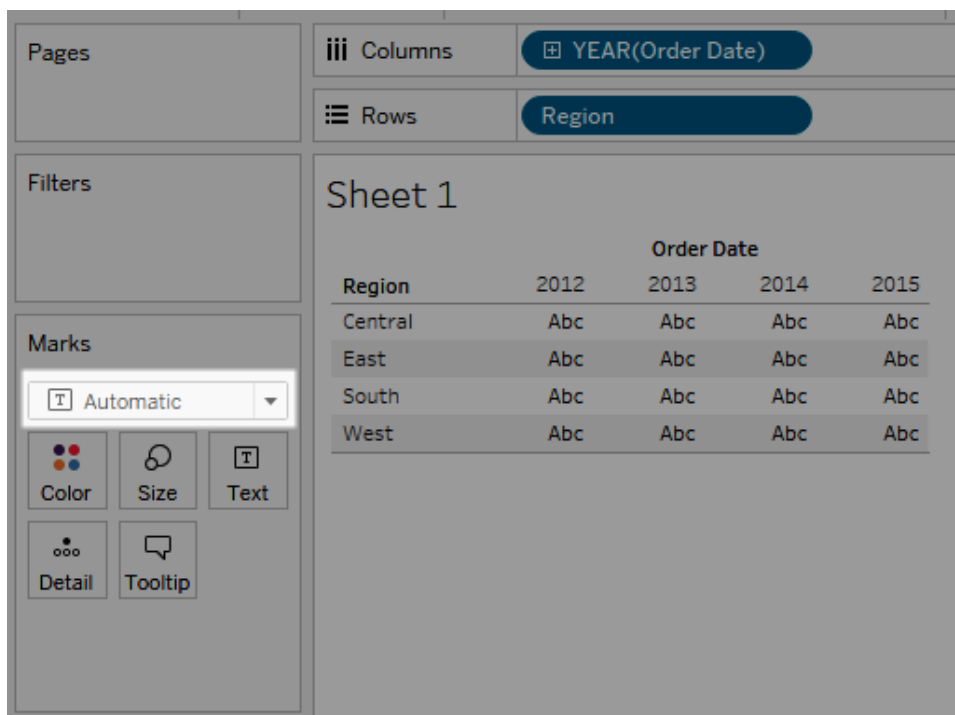 Pages
Columns
YEAR(Order Date)
Rows
Region
Filters
Marks
T Automatic
Color Size T Text
Detail Tooltip
Sheet 1
Order Date
Region 2012 2013 2014 2015
Central Abc Abc Abc Abc
East Abc Abc Abc Abc
South Abc Abc Abc Abc
West Abc Abc Abc Abc